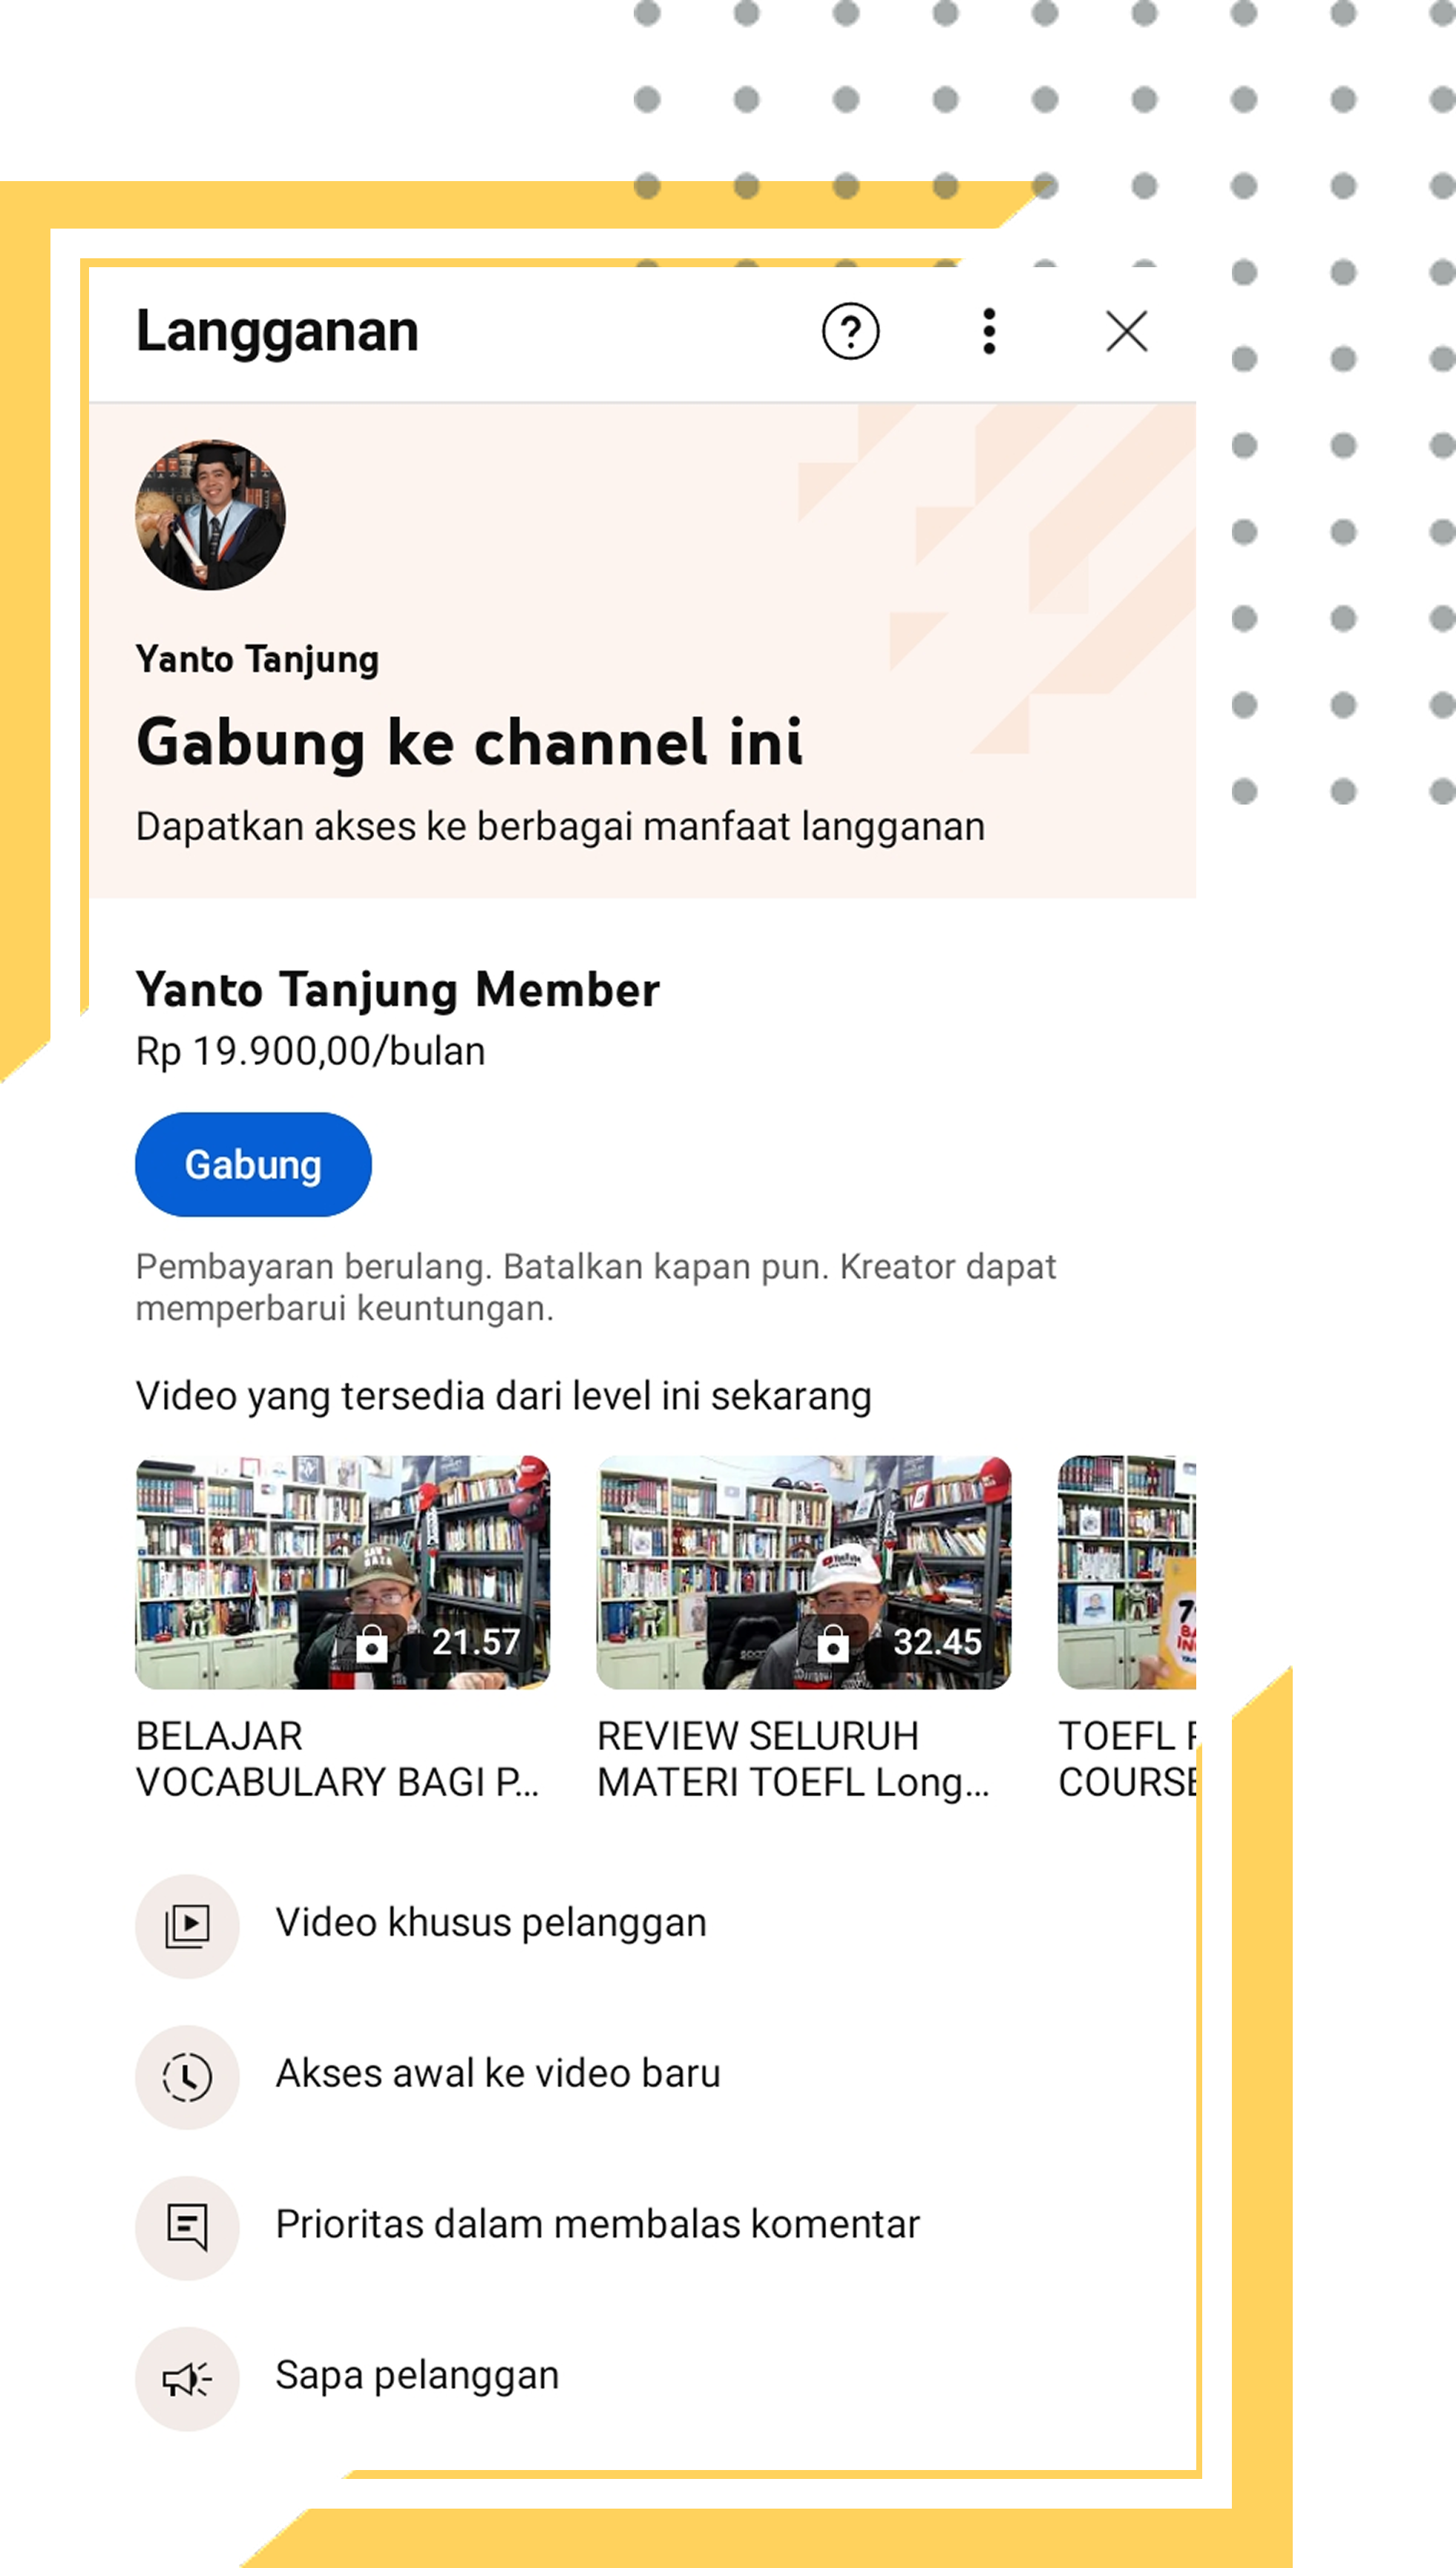 Langganan
Yanto Tanjung
Gabung ke channel ini
Dapatkan akses ke berbagai manfaat langganan
Yanto Tanjung Member
Rp 19.900,00/bulan
Gabung
Pembayaran berulang. Batalkan kapan pun. Kreator dapat
memperbarui keuntungan.
Video yang tersedia dari level ini sekarang
21.57
32.45
BELAJAR
VOCABULARY BAGI P...
REVIEW SELURUH
MATERI TOEFL Long...
TOEFL
COURSE
Video khusus pelanggan
Akses awal ke video baru
Prioritas dalam membalas komentar
Sapa pelanggan